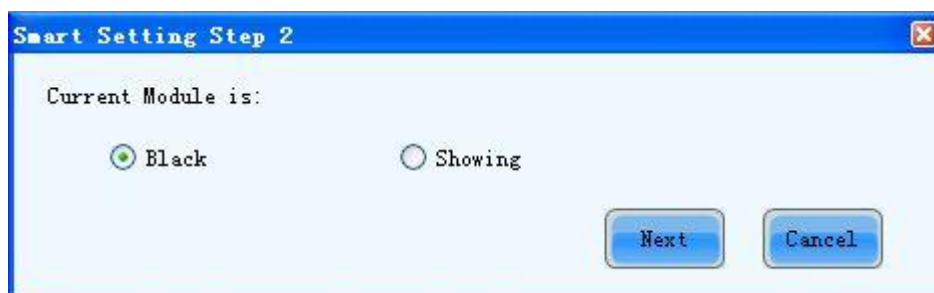 Smart Setting Step 2
Current Module is:
Black Showing
Next Cancel